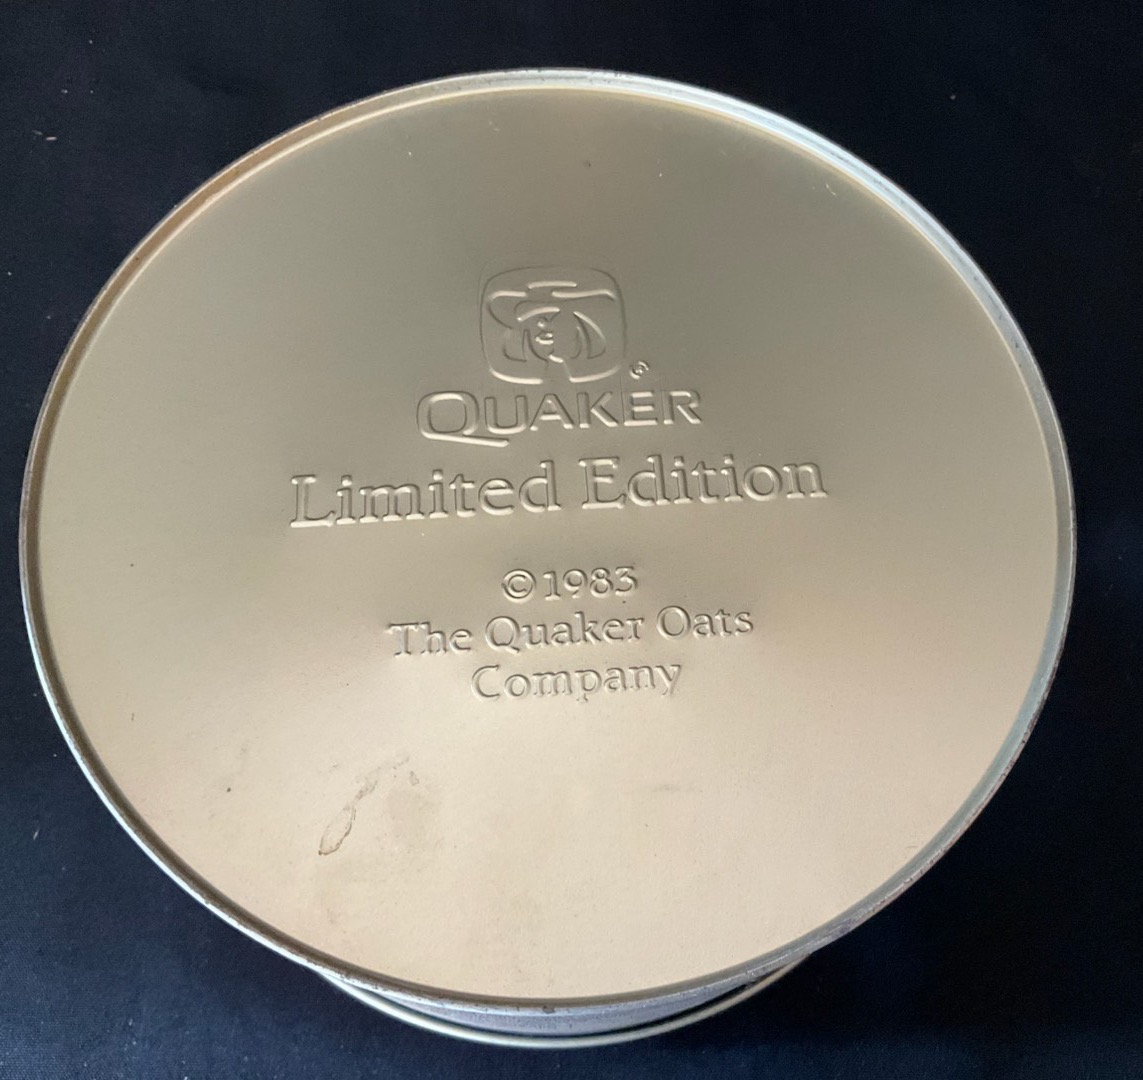 QUAKER®
Limited Edition
© 1983
The Quaker Oats
Company